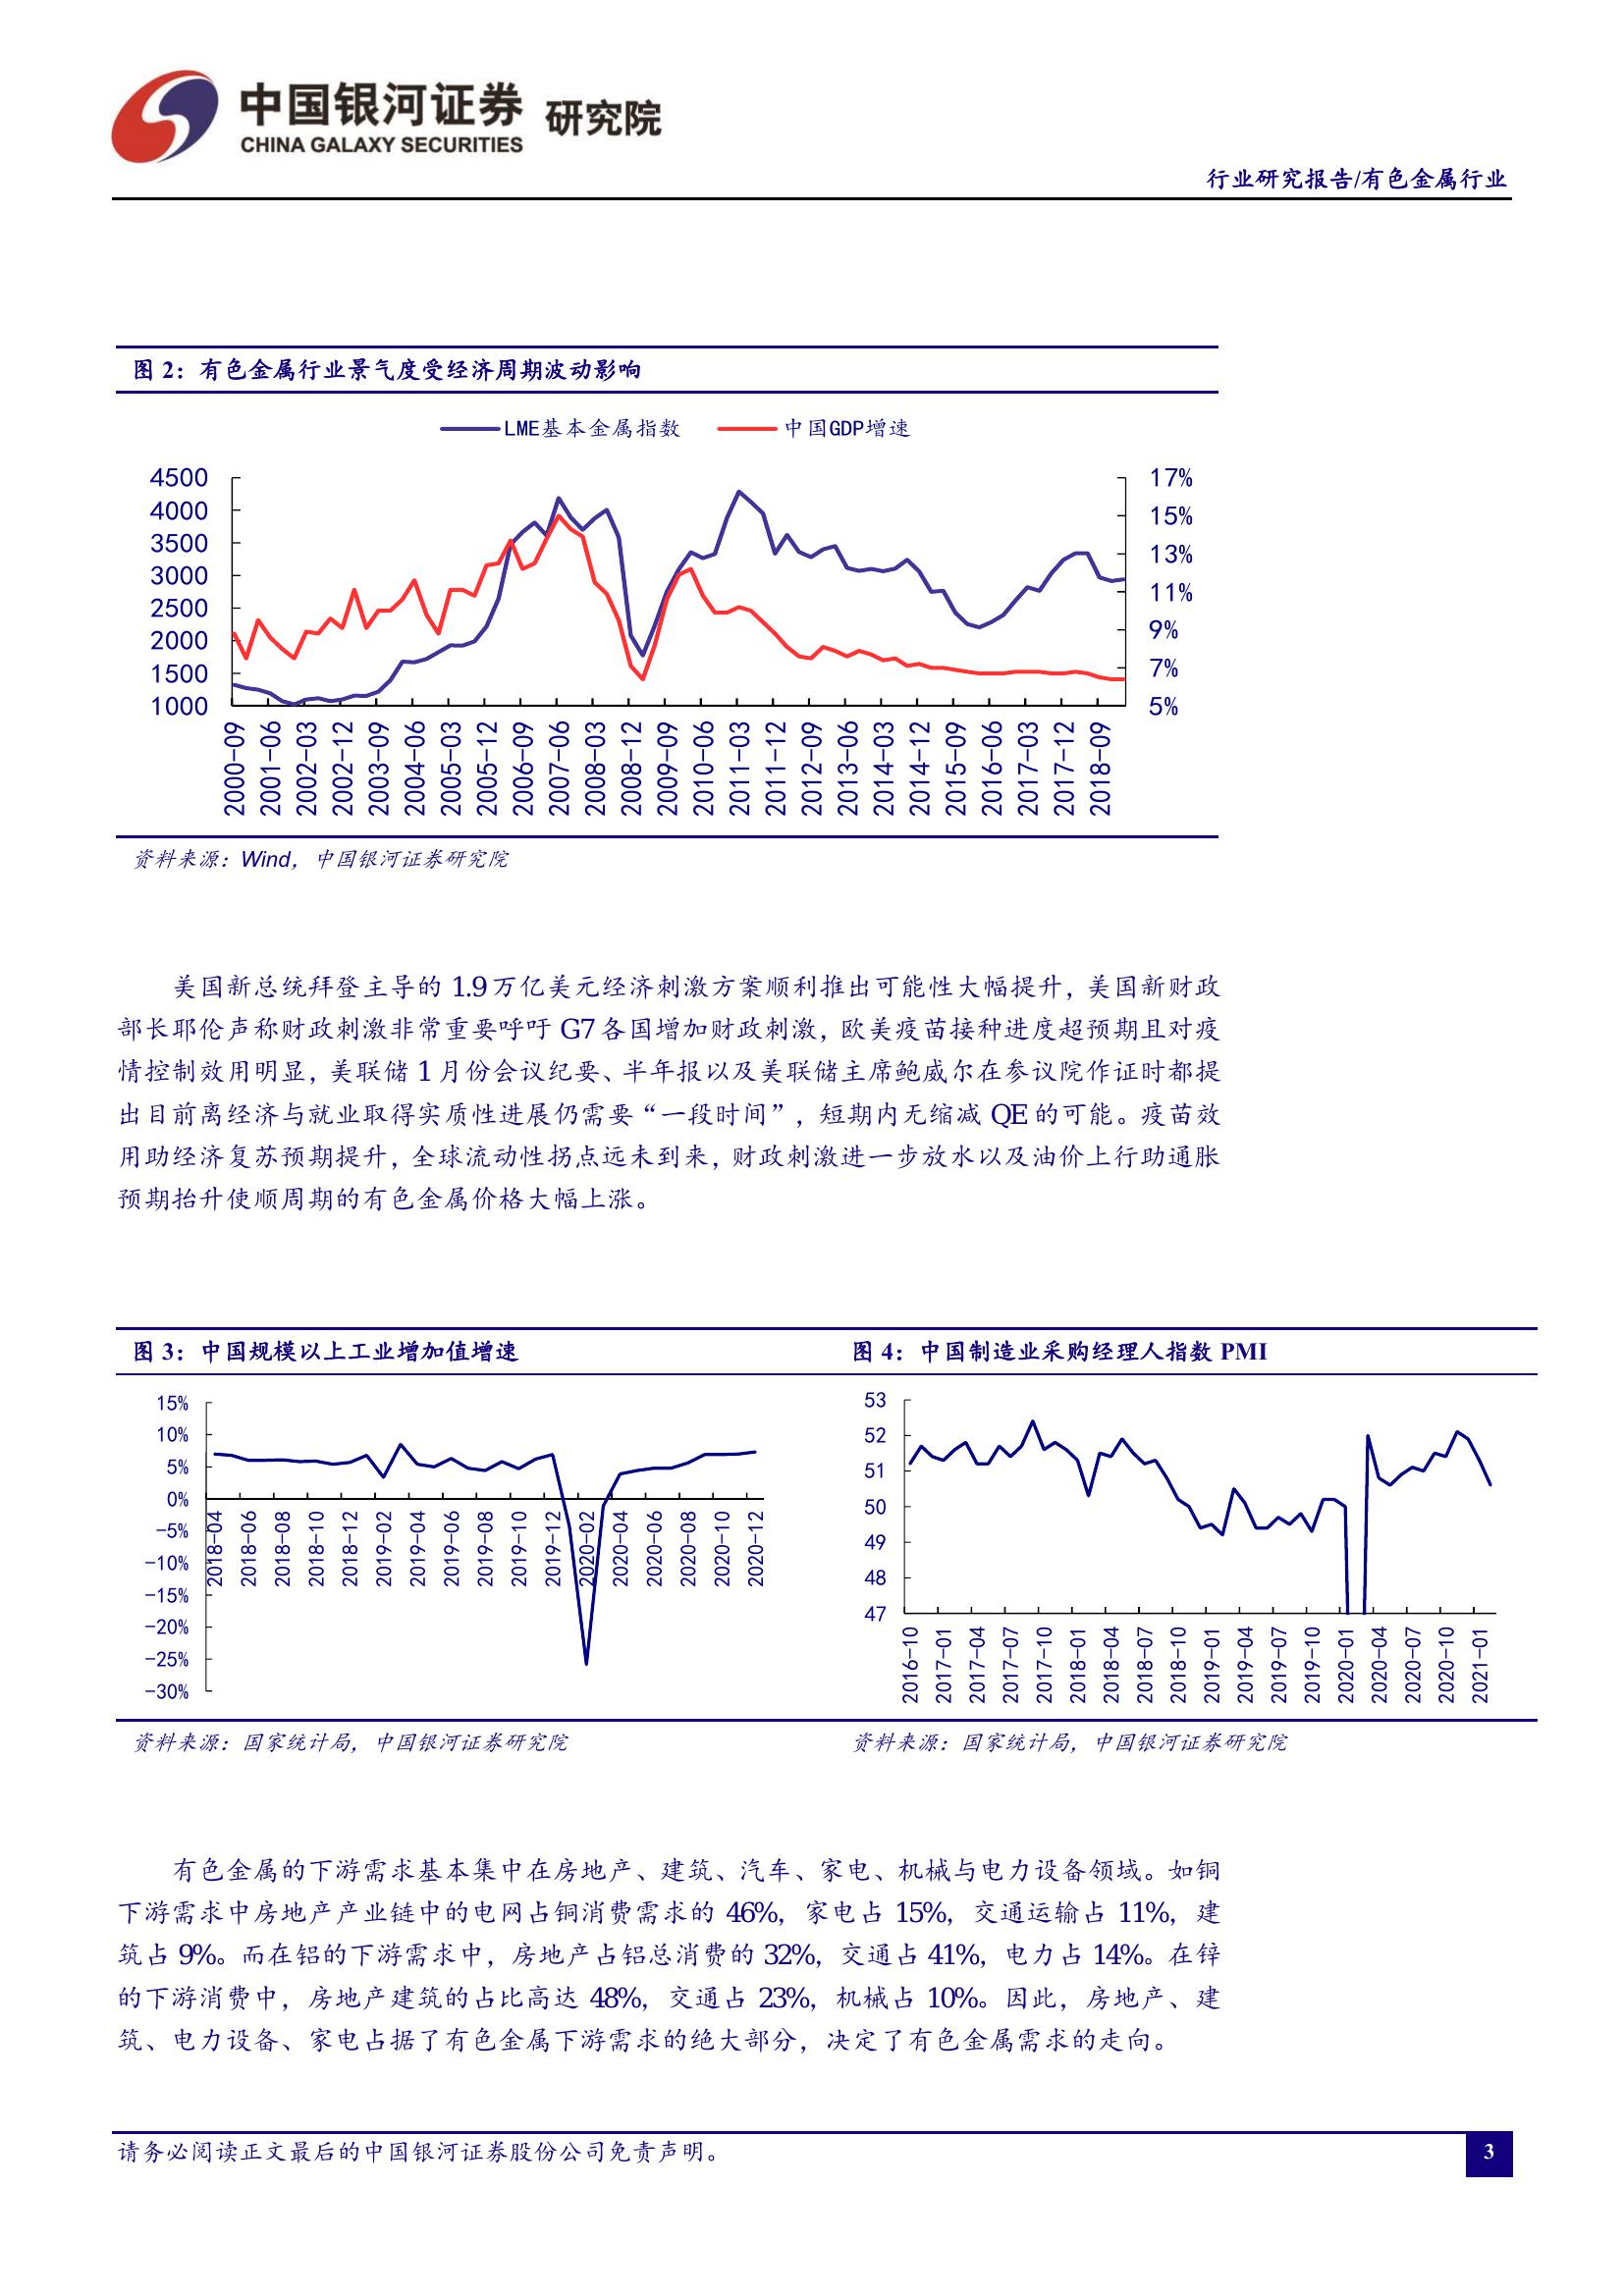 中国银河证券 研究院
CHINA GALAXY SECURITIES
行业研究报告/有色金属行业
图 2：有色金属行业景气度受经济周期波动影响
LME基本金属指数 中国GDP增速
4500 17%
4000 15%
3500 13%
3000 11%
2500 9%
2000 7%
1500 5%
1000
2000-09 2001-06 2002-03 2002-12 2003-09 2004-06 2005-03 2005-12 2006-09 2007-06 2008-03 2008-12 2009-09 2010-06 2011-03 2011-12 2012-09 2013-06 2014-03 2014-12 2015-09 2016-06 2017-03 2017-12 2018-09
资料来源：Wind，中国银河证券研究院
美国新总统拜登主导的 1.9 万亿美元经济刺激方案顺利推出可能性大幅提升，美国新财政
部长耶伦声称财政刺激非常重要呼吁 G7 各国增加财政刺激，欧美疫苗接种进度超预期且对疫
情控制效用明显，美联储 1 月份会议纪要、半年报以及美联储主席鲍威尔在参议院作证时都提
出目前离经济与就业取得实质性进展仍需要“一段时间”，短期内无缩减 QE 的可能。疫苗效
用助经济复苏预期提升，全球流动性拐点远未到来，财政刺激进一步放水以及油价上行助通胀
预期抬升使顺周期的有色金属价格大幅上涨。
图 3：中国规模以上工业增加值增速
15%
10%
5%
0%
-5%
-10%
-15%
-20%
-25%
-30%
2018-04 2018-06 2018-08 2018-10 2018-12 2019-02 2019-04 2019-06 2019-08 2019-10 2019-12 2020-02 2020-04 2020-06 2020-08 2020-10 2020-12
资料来源：国家统计局，中国银河证券研究院
图 4：中国制造业采购经理人指数 PMI
53
52
51
50
49
48
47
2016-10 2017-01 2017-04 2017-07 2017-10 2018-01 2018-04 2018-07 2018-10 2019-01 2019-04 2019-07 2019-10 2020-01 2020-04 2020-07 2020-10 2021-01
资料来源：国家统计局，中国银河证券研究院
有色金属的下游需求基本集中在房地产、建筑、汽车、家电、机械与电力设备领域。如铜
下游需求中房地产产业链中的电网占铜消费需求的 46%，家电占 15%，交通运输占 11%，建
筑占 9%。而在铝的下游需求中，房地产占铝总消费的 32%，交通占 41%，电力占 14%。在锌
的下游消费中，房地产建筑的占比高达 48%，交通占 23%，机械占 10%。因此，房地产、建
筑、电力设备、家电占据了有色金属下游需求的绝大部分，决定了有色金属需求的走向。
请务必阅读正文最后的中国银河证券股份公司免责声明。
3